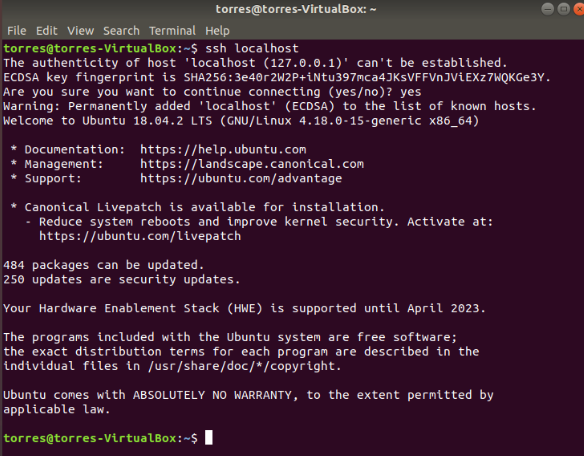 torres@torres-VirtualBox: ~
File Edit View Search Terminal Help
torres@torres-VirtualBox:~$ ssh localhost
The authenticity of host 'localhost (127.0.0.1)' can't be established.
ECDSA key fingerprint is SHA256:3e40r2W2P+iNtu397mca4JKsVFFVnJViEXz7WQKGe3Y.
Are you sure you want to continue connecting (yes/no)? yes
Warning: Permanently added 'localhost' (ECDSA) to the list of known hosts.
Welcome to Ubuntu 18.04.2 LTS (GNU/Linux 4.18.0-15-generic x86_64)
* Documentation:  https://help.ubuntu.com
* Management:     https://landscape.canonical.com
* Support:        https://ubuntu.com/advantage
* Canonical Livepatch is available for installation.
- Reduce system reboots and improve kernel security. Activate at:
https://ubuntu.com/livepatch
484 packages can be updated.
250 updates are security updates.
Your Hardware Enablement Stack (HWE) is supported until April 2023.
The programs included with the Ubuntu system are free software;
the exact distribution terms for each program are described in the
individual files in /usr/share/doc/*/copyright.
Ubuntu comes with ABSOLUTELY NO WARRANTY, to the extent permitted by
applicable law.
torres@torres-VirtualBox:~$